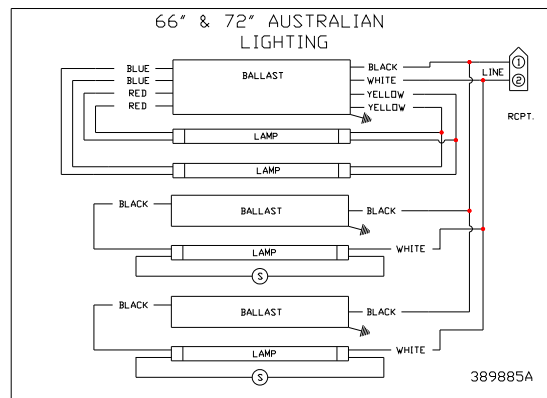 66" & 72" AUSTRALIAN
LIGHTING
BLUE
BLUE
RED
RED
BALLAST
BLACK
WHITE
YELLOW
YELLOW
LINE
1
2
RCPT.
LAMP
LAMP
BLACK
BALLAST
BLACK
LAMP
WHITE
S
BLACK
BALLAST
BLACK
LAMP
WHITE
S
389885A